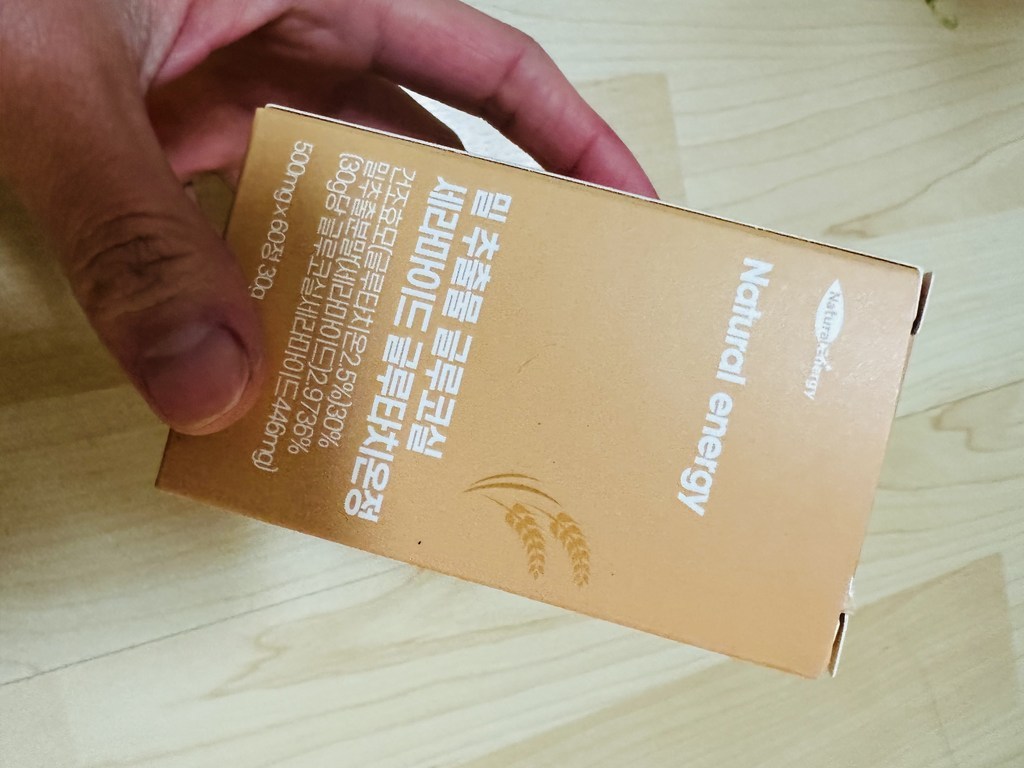 Natural energy
Natural energy
밀 추출물 글루코실
세라마이드 글루타치온정
건조효모(글루타치온2.5%)30%
밀추출분말(세라마이드)2.9736%
(30g당 글루코실세라마이드446mg)
500mg x 60정 30g